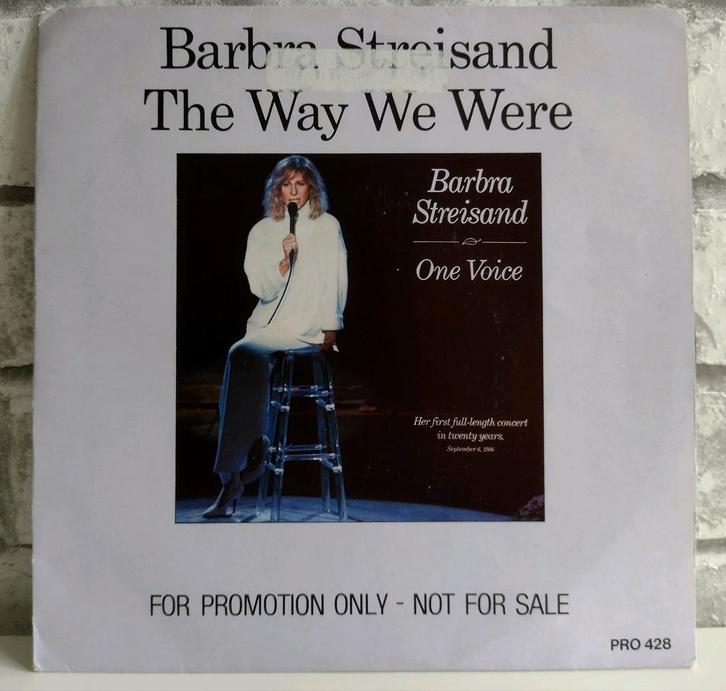 Barbra Streisand
The Way We Were
Barbra
Streisand
One Voice
Her first full-length concert
in twenty years.
September 6, 1986
FOR PROMOTION ONLY - NOT FOR SALE
PRO 428